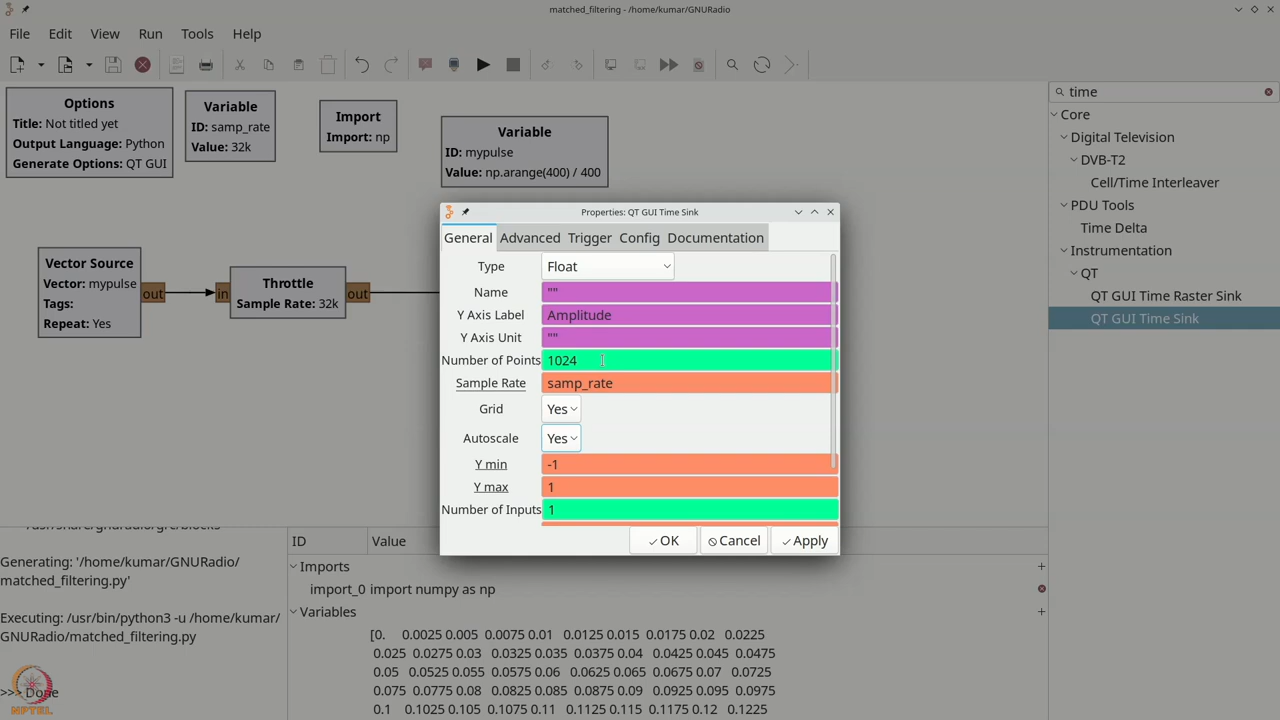 matched_filtering - /home/kumar/GNURadio
File Edit View Run Tools Help
Options
Title: Not titled yet
Output Language: Python
Generate Options: QT GUI
Variable
ID: samp_rate
Value: 32k
Import
Import: np
Variable
ID: mypulse
Value: np.arange(400) / 400
time
Core
Digital Television
DVB-T2
Cell/Time Interleaver
PDU Tools
Time Delta
Instrumentation
QT
QT GUI Time Raster Sink
QT GUI Time Sink
Vector Source
Vector: mypulse
Tags:
Repeat: Yes
out
in
Throttle
Sample Rate: 32k
out
Properties: QT GUI Time Sink
General Advanced Trigger Config Documentation
Type Float
Name ""
Y Axis Label Amplitude
Y Axis Unit ""
Number of Points 1024
Sample Rate samp_rate
Grid Yes
Autoscale Yes
Y min -1
Y max 1
Number of Inputs 1
OK Cancel Apply
Generating: '/home/kumar/GNURadio/
matched_filtering.py'
Executing: /usr/bin/python3 -u /home/kumar/
GNURadio/matched_filtering.py
>>> Done
NPTEL
ID Value
Imports
import_0 import numpy as np
Variables
[0. 0.0025 0.005 0.0075 0.01 0.0125 0.015 0.0175 0.02 0.0225
0.025 0.0275 0.03 0.0325 0.035 0.0375 0.04 0.0425 0.045 0.0475
0.05 0.0525 0.055 0.0575 0.06 0.0625 0.065 0.0675 0.07 0.0725
0.075 0.0775 0.08 0.0825 0.085 0.0875 0.09 0.0925 0.095 0.0975
0.1 0.1025 0.105 0.1075 0.11 0.1125 0.115 0.1175 0.12 0.1225